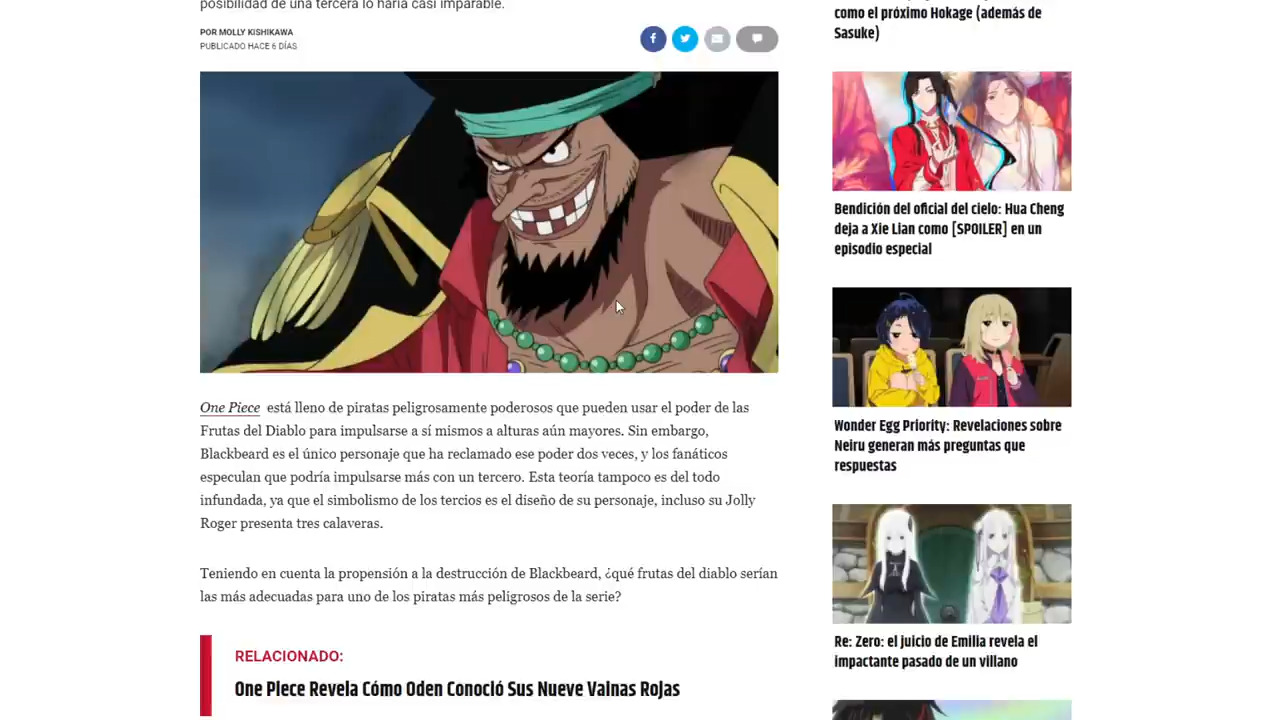 posibilidad de una tercera lo haría casi imparable.
POR MOLLY KISHIKAWA
PUBLICADO HACE 6 DÍAS
One Piece está lleno de piratas peligrosamente poderosos que pueden usar el poder de las
Frutas del Diablo para impulsarse a sí mismos a alturas aún mayores. Sin embargo,
Blackbeard es el único personaje que ha reclamado ese poder dos veces, y los fanáticos
especulan que podría impulsarse más con un tercero. Esta teoría tampoco es del todo
infundada, ya que el simbolismo de los tercios es el diseño de su personaje, incluso su Jolly
Roger presenta tres calaveras.
Teniendo en cuenta la propensión a la destrucción de Blackbeard, ¿qué frutas del diablo serían
las más adecuadas para uno de los piratas más peligrosos de la serie?
RELACIONADO:
One Piece Revela Cómo Oden Conoció Sus Nueve Vainas Rojas
como el próximo Hokage (además de
Sasuke)
Bendición del oficial del cielo: Hua Cheng
deja a Xie Lian como [SPOILER] en un
episodio especial
Wonder Egg Priority: Revelaciones sobre
Neiru generan más preguntas que
respuestas
Re: Zero: el juicio de Emilia revela el
impactante pasado de un villano